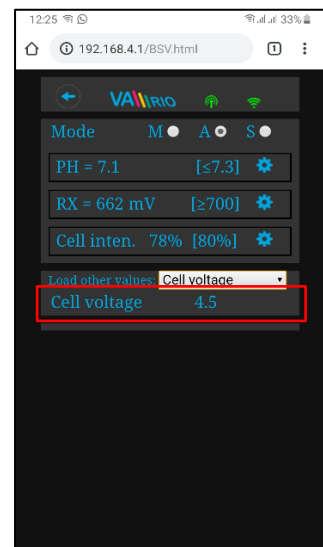 12:25 33%
192.168.4.1/BSV.html 1
VA RIO
Mode M A S
PH = 7.1 [≤7.3]
RX = 662 mV [≥700]
Cell inten. 78% [80%]
Load other values: Cell voltage
Cell voltage 4.5